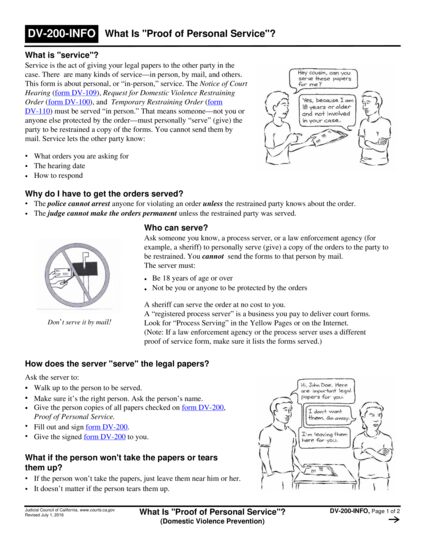 DV-200-INFO What Is "Proof of Personal Service"?
What is "service"?
Service is the act of giving your legal papers to the other party in the
case. There are many kinds of service—in person, by mail, and others.
This form is about personal, or "in-person," service. The Notice of Court
Hearing (form DV-109), Request for Domestic Violence Restraining
Order (form DV-100), and Temporary Restraining Order (form
DV-110) must be served "in person." That means someone—not you or
anyone else protected by the order—must personally "serve" (give) the
party to be restrained a copy of the forms. You cannot send them by
mail. Service lets the other party know:
• What orders you are asking for
• The hearing date
• How to respond
Hey cousin, can you
serve these papers
for me?
Yes, because I am
18 years or older
and not involved
in your case.
Why do I have to get the orders served?
• The police cannot arrest anyone for violating an order unless the restrained party knows about the order.
• The judge cannot make the orders permanent unless the restrained party was served.
Don't serve it by mail!
Who can serve?
Ask someone you know, a process server, or a law enforcement agency (for
example, a sheriff) to personally serve (give) a copy of the orders to the party to
be restrained. You cannot send the forms to that person by mail.
The server must:
• Be 18 years of age or over
• Not be you or anyone to be protected by the orders
A sheriff can serve the order at no cost to you.
A "registered process server" is a business you pay to deliver court forms.
Look for "Process Serving" in the Yellow Pages or on the Internet.
(Note: If a law enforcement agency or the process server uses a different
proof of service form, make sure it lists the forms served.)
How does the server "serve" the legal papers?
Ask the server to:
• Walk up to the person to be served.
• Make sure it's the right person. Ask the person's name.
• Give the person copies of all papers checked on form DV-200,
Proof of Personal Service.
• Fill out and sign form DV-200.
• Give the signed form DV-200 to you.
Hi, John Doe. Here
are important legal
papers for you.
I don't want
them, Go away.
I'm leaving them
here for you.
What if the person won't take the papers or tears
them up?
• If the person won't take the papers, just leave them near him or her.
• It doesn't matter if the person tears them up.
Judicial Council of California, www.courts.ca.gov
Revised July 1, 2016
What Is "Proof of Personal Service"?
(Domestic Violence Prevention)
DV-200-INFO, Page 1 of 2